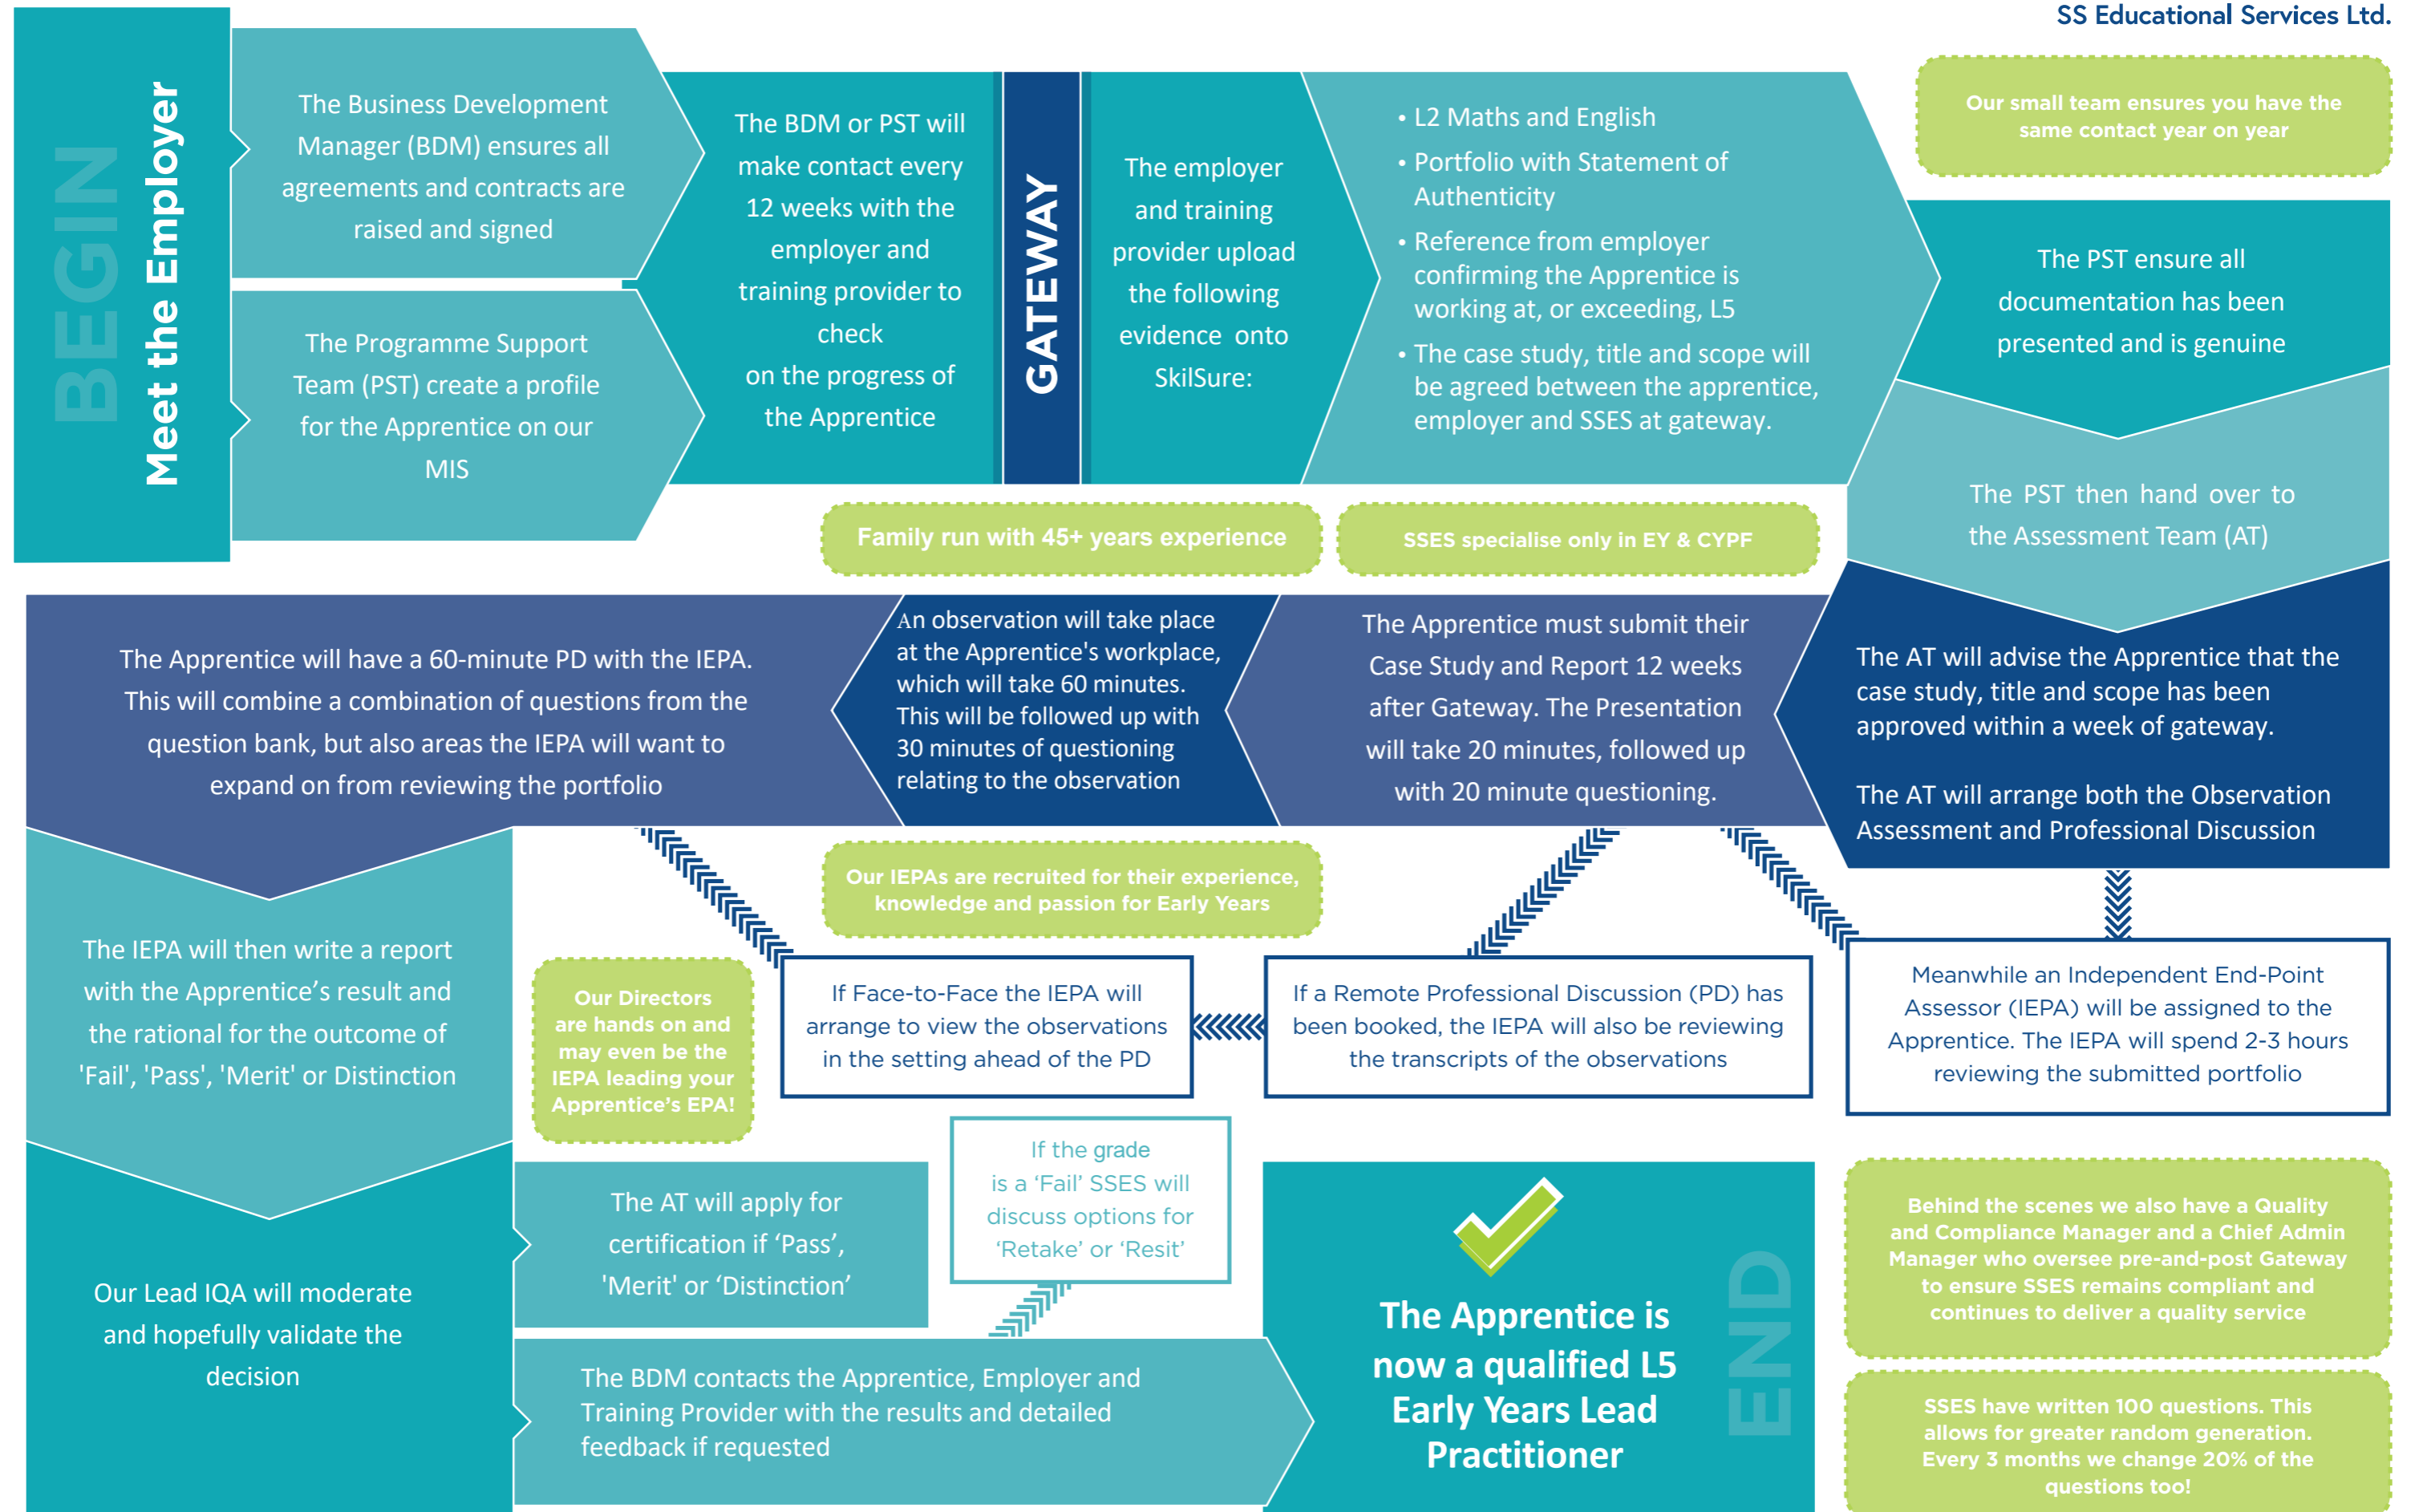 SS Educational Services Ltd.
BEGIN
Meet the Employer
The Business Development
Manager (BDM) ensures all
agreements and contracts are
raised and signed
The Programme Support
Team (PST) create a profile
for the Apprentice on our
MIS
The BDM or PST will
make contact every
12 weeks with the
employer and
training provider to
check
on the progress of
the Apprentice
GATEWAY
The employer
and training
provider upload
the following
evidence onto
SkilSure:
• L2 Maths and English
• Portfolio with Statement of
Authenticity
• Reference from employer
confirming the Apprentice is
working at, or exceeding, L5
• The case study, title and scope will
be agreed between the apprentice,
employer and SSES at gateway.
Our small team ensures you have the
same contact year on year
The PST ensure all
documentation has been
presented and is genuine
The PST then hand over to
the Assessment Team (AT)
Family run with 45+ years experience
SSES specialise only in EY & CYPF
The AT will advise the Apprentice that the
case study, title and scope has been
approved within a week of gateway.
The AT will arrange both the Observation
Assessment and Professional Discussion
The Apprentice must submit their
Case Study and Report 12 weeks
after Gateway. The Presentation
will take 20 minutes, followed up
with 20 minute questioning.
An observation will take place
at the Apprentice's workplace,
which will take 60 minutes.
This will be followed up with
30 minutes of questioning
relating to the observation
The Apprentice will have a 60-minute PD with the IEPA.
This will combine a combination of questions from the
question bank, but also areas the IEPA will want to
expand on from reviewing the portfolio
Our IEPAs are recruited for their experience,
knowledge and passion for Early Years
Meanwhile an Independent End-Point
Assessor (IEPA) will be assigned to the
Apprentice. The IEPA will spend 2-3 hours
reviewing the submitted portfolio
If a Remote Professional Discussion (PD) has
been booked, the IEPA will also be reviewing
the transcripts of the observations
If Face-to-Face the IEPA will
arrange to view the observations
in the setting ahead of the PD
Our Directors
are hands on and
may even be the
IEPA leading your
Apprentice's EPA!
The IEPA will then write a report
with the Apprentice's result and
the rational for the outcome of
'Fail', 'Pass', 'Merit' or Distinction
Our Lead IQA will moderate
and hopefully validate the
decision
The AT will apply for
certification if 'Pass',
'Merit' or 'Distinction'
If the grade
is a 'Fail' SSES will
discuss options for
'Retake' or 'Resit'
The BDM contacts the Apprentice, Employer and
Training Provider with the results and detailed
feedback if requested
The Apprentice is
now a qualified L5
Early Years Lead
Practitioner
END
Behind the scenes we also have a Quality
and Compliance Manager and a Chief Admin
Manager who oversee pre-and-post Gateway
to ensure SSES remains compliant and
continues to deliver a quality service
SSES have written 100 questions. This
allows for greater random generation.
Every 3 months we change 20% of the
questions too!